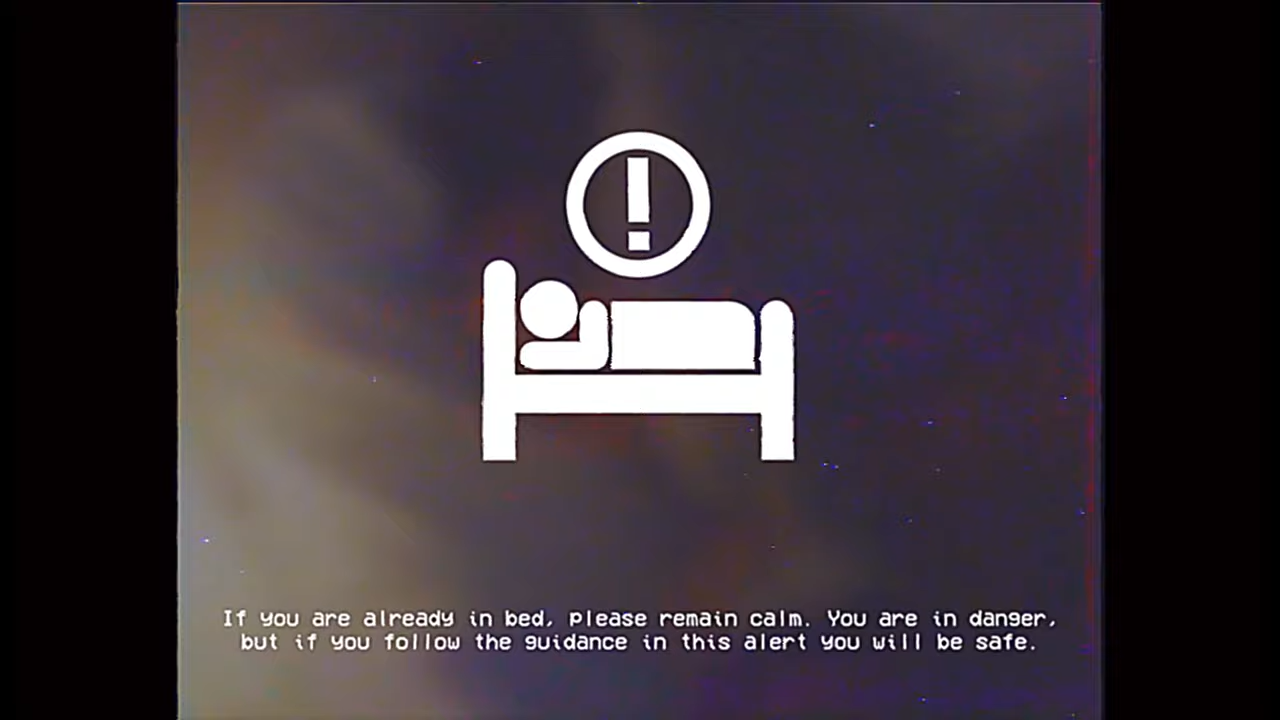 !
If you are already in bed, please remain calm. You are in danger,
but if you follow the guidance in this alert you will be safe.